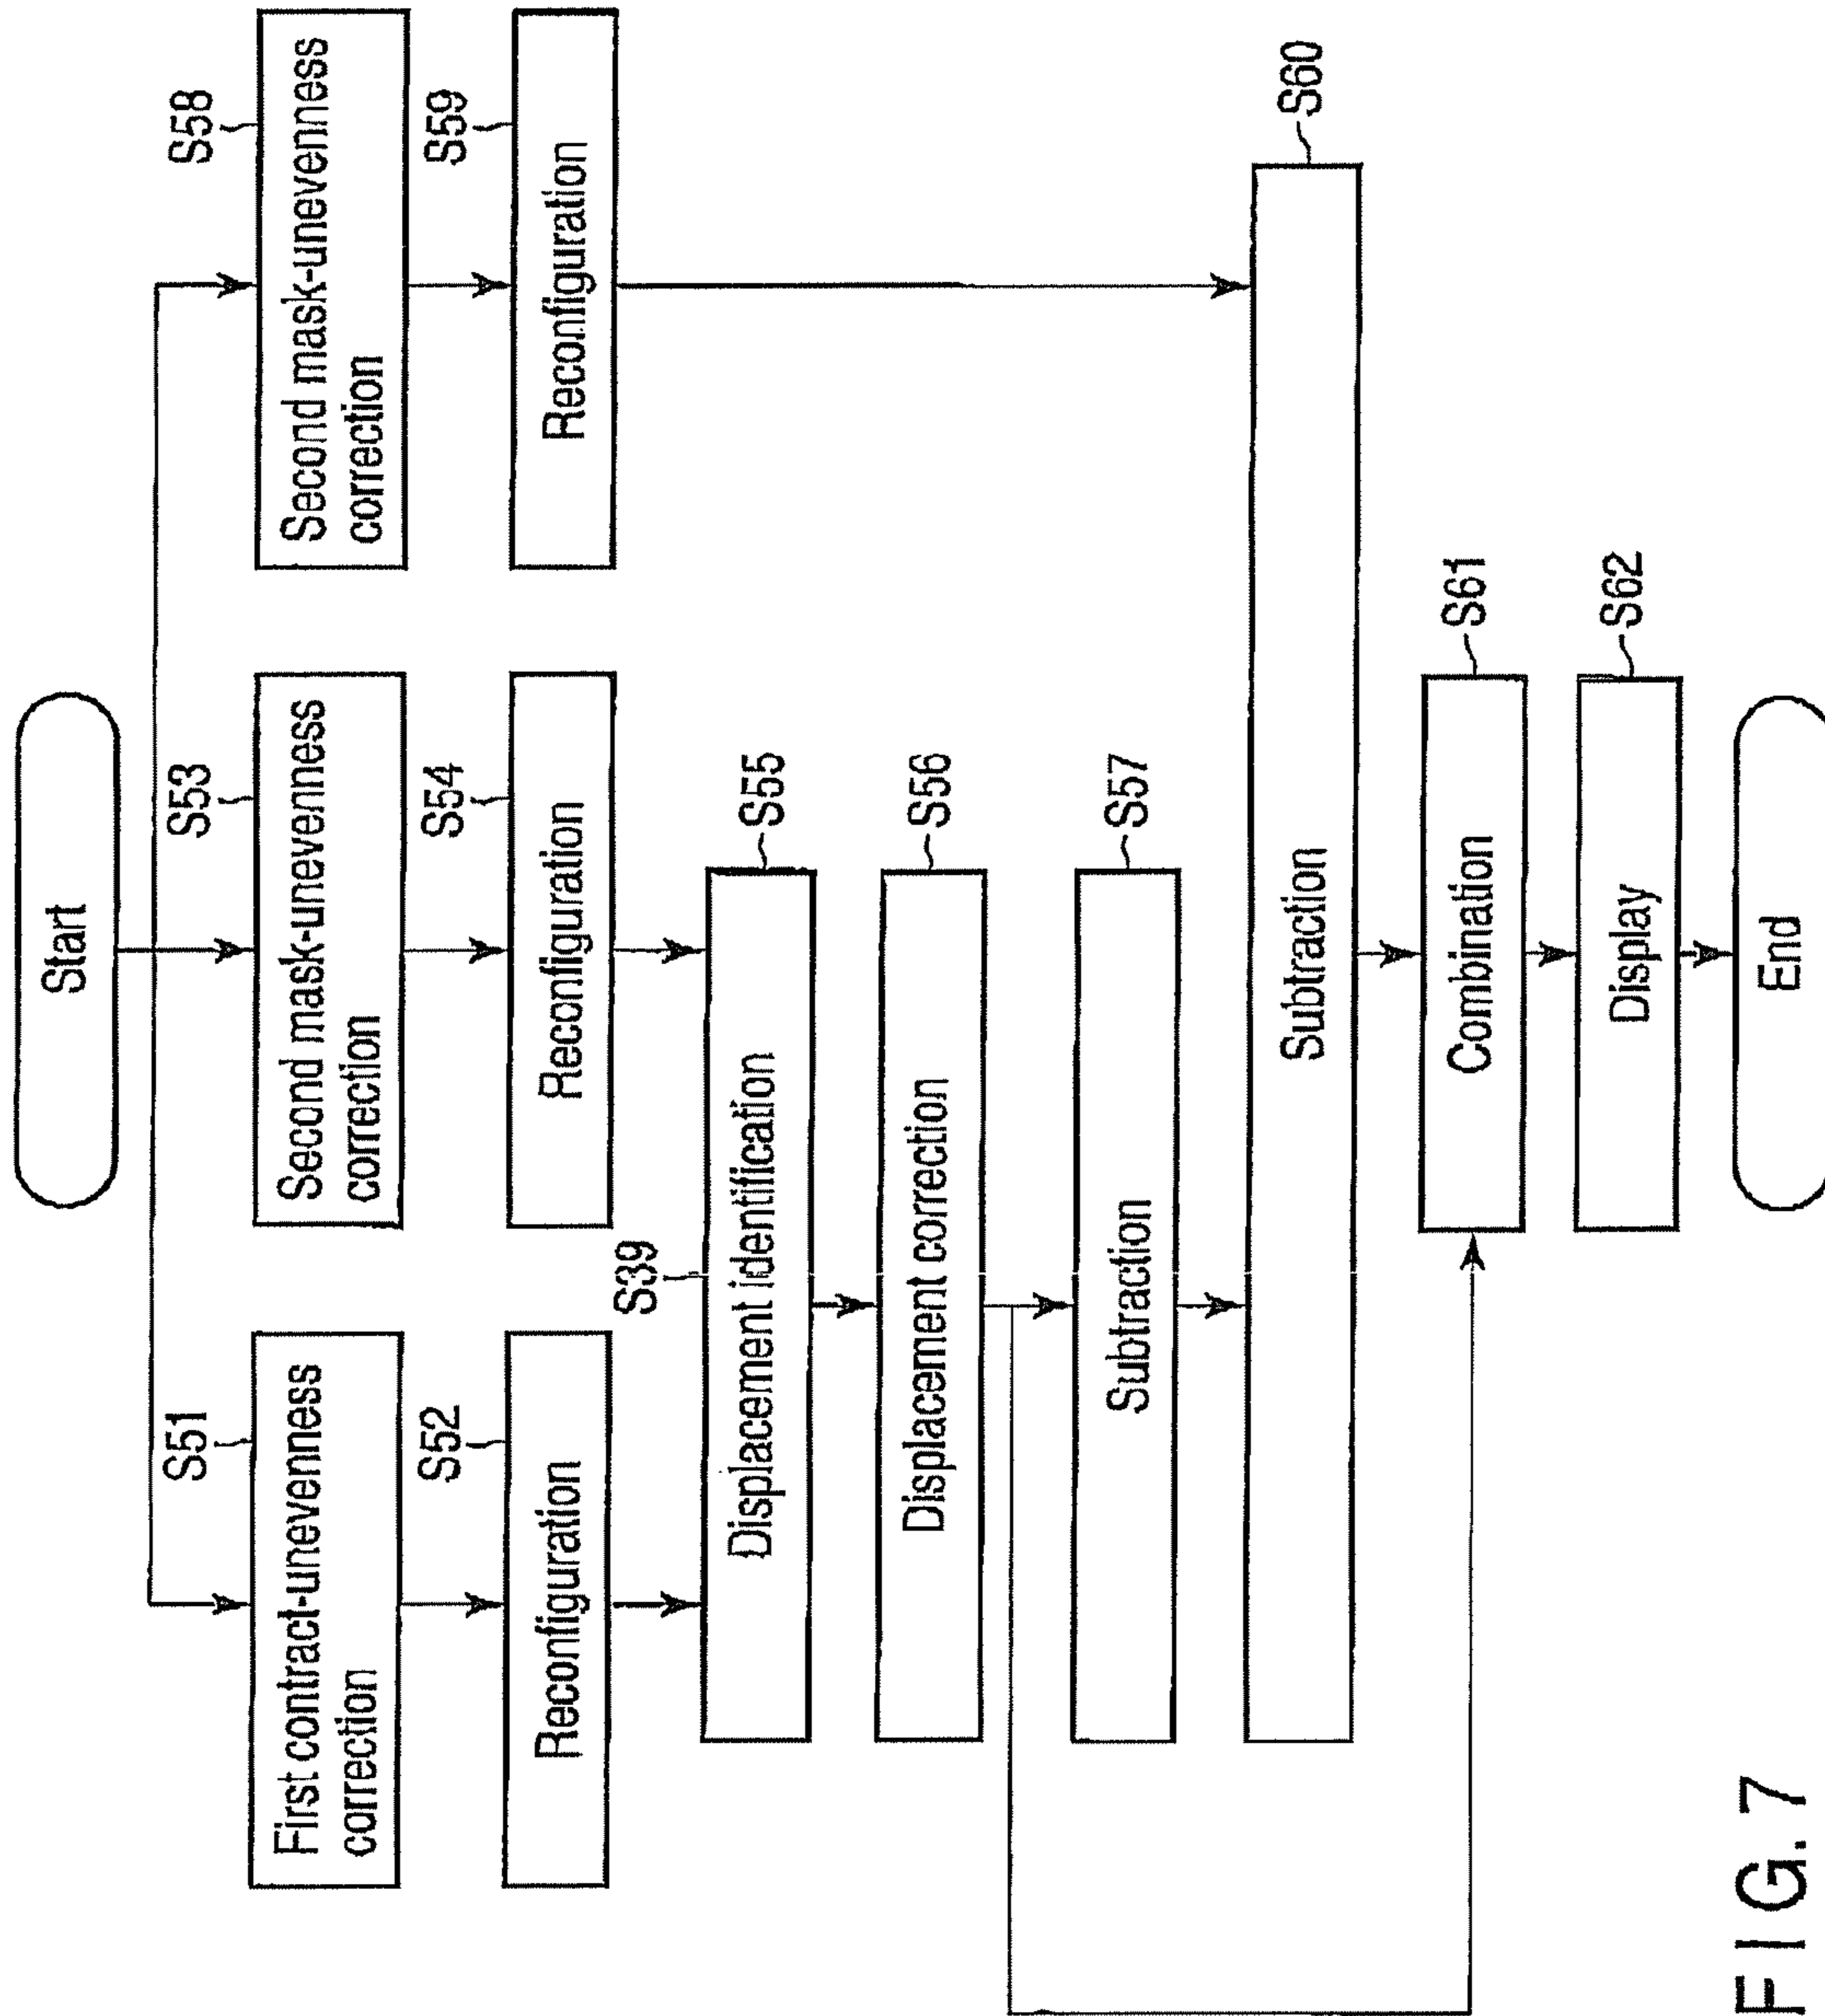 Start
S51
First contract-unevenness
correction
S53
Second mask-unevenness
correction
S58
Second mask-unevenness
correction
S52
Reconfiguration
S54
Reconfiguration
S59
Reconfiguration
S39
Displacement identification
S55
Displacement correction
S56
Subtraction
S57
Subtraction
S60
Combination
S61
Display
S62
End
FIG. 7